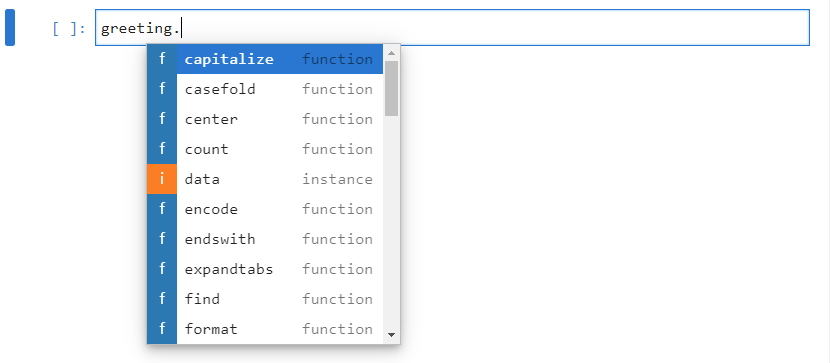 [ ]: greeting.
f capitalize function
f casefold function
f center function
f count function
i data instance
f encode function
f endswith function
f expandtabs function
f find function
f format function